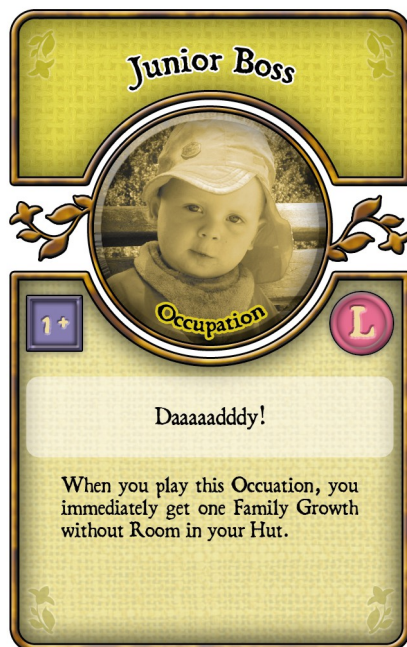 Junior Boss
Occupation
1+
L
Daaaaadddy!
When you play this Occuation, you
immediately get one Family Growth
without Room in your Hut.